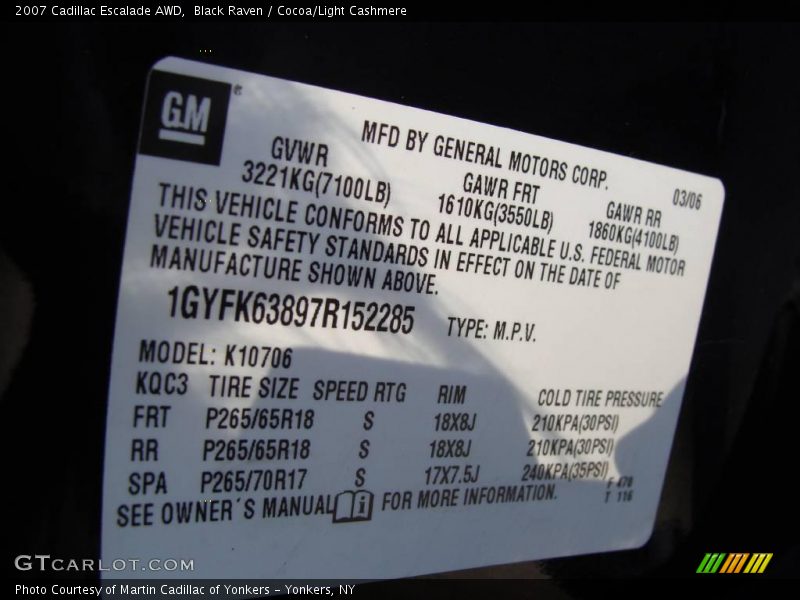 2007 Cadillac Escalade AWD, Black Raven / Cocoa/Light Cashmere
GM®
MFD BY GENERAL MOTORS CORP.
03/06
GVWR GAWR FRT GAWR RR
3221KG(7100LB) 1610KG(3550LB) 1860KG(4100LB)
THIS VEHICLE CONFORMS TO ALL APPLICABLE U.S. FEDERAL MOTOR
VEHICLE SAFETY STANDARDS IN EFFECT ON THE DATE OF
MANUFACTURE SHOWN ABOVE.
1GYFK63897R152285 TYPE: M.P.V.
MODEL: K10706
KQC3 TIRE SIZE SPEED RTG RIM COLD TIRE PRESSURE
FRT P265/65R18 S 18X8J 210KPA(30PSI)
RR P265/65R18 S 18X8J 210KPA(30PSI)
SPA P265/70R17 S 17X7.5J 240KPA(35PSI)
SEE OWNER´S MANUAL i FOR MORE INFORMATION.
F 470
T 116
GTCARLOT.COM
Photo Courtesy of Martin Cadillac of Yonkers – Yonkers, NY